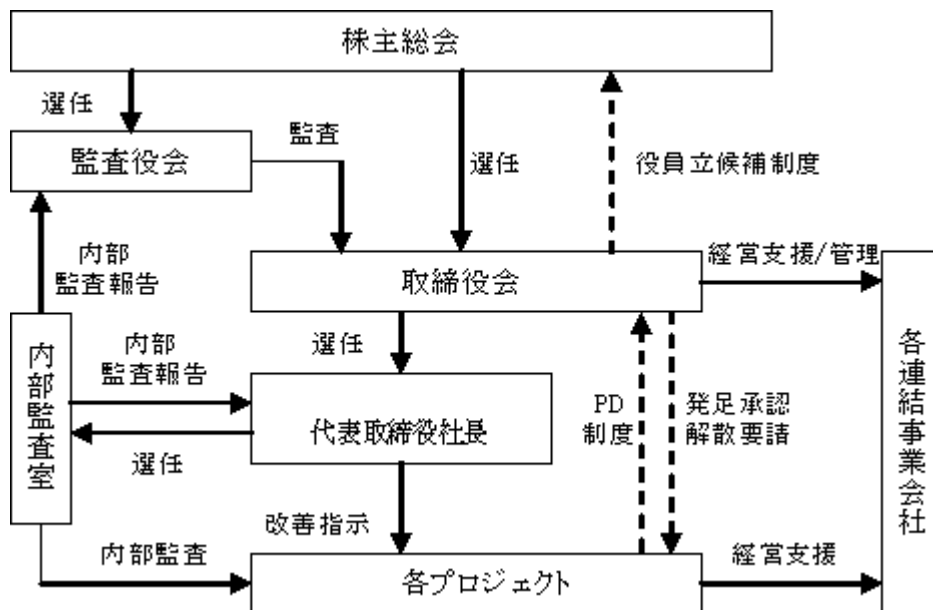 株主総会
選任
監査役会
監査
選任
役員立候補制度
内部
監査報告
取締役会
経営支援/管理
内部監査室
内部
監査報告
選任
代表取締役社長
選任
PD
制度
発足承認
解散要請
各連結事業会社
改善指示
内部監査
各プロジェクト
経営支援